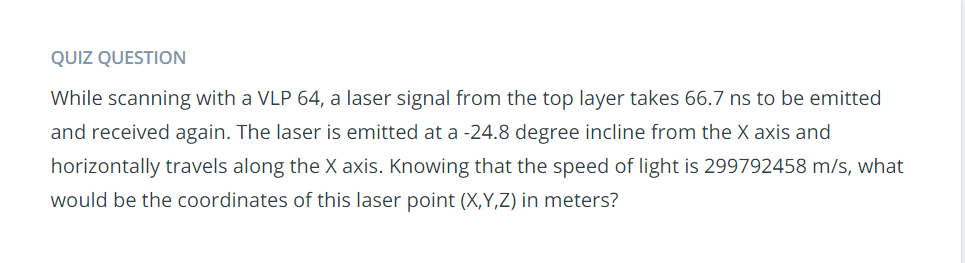 QUIZ QUESTION
While scanning with a VLP 64, a laser signal from the top layer takes 66.7 ns to be emitted
and received again. The laser is emitted at a -24.8 degree incline from the X axis and
horizontally travels along the X axis. Knowing that the speed of light is 299792458 m/s, what
would be the coordinates of this laser point (X,Y,Z) in meters?